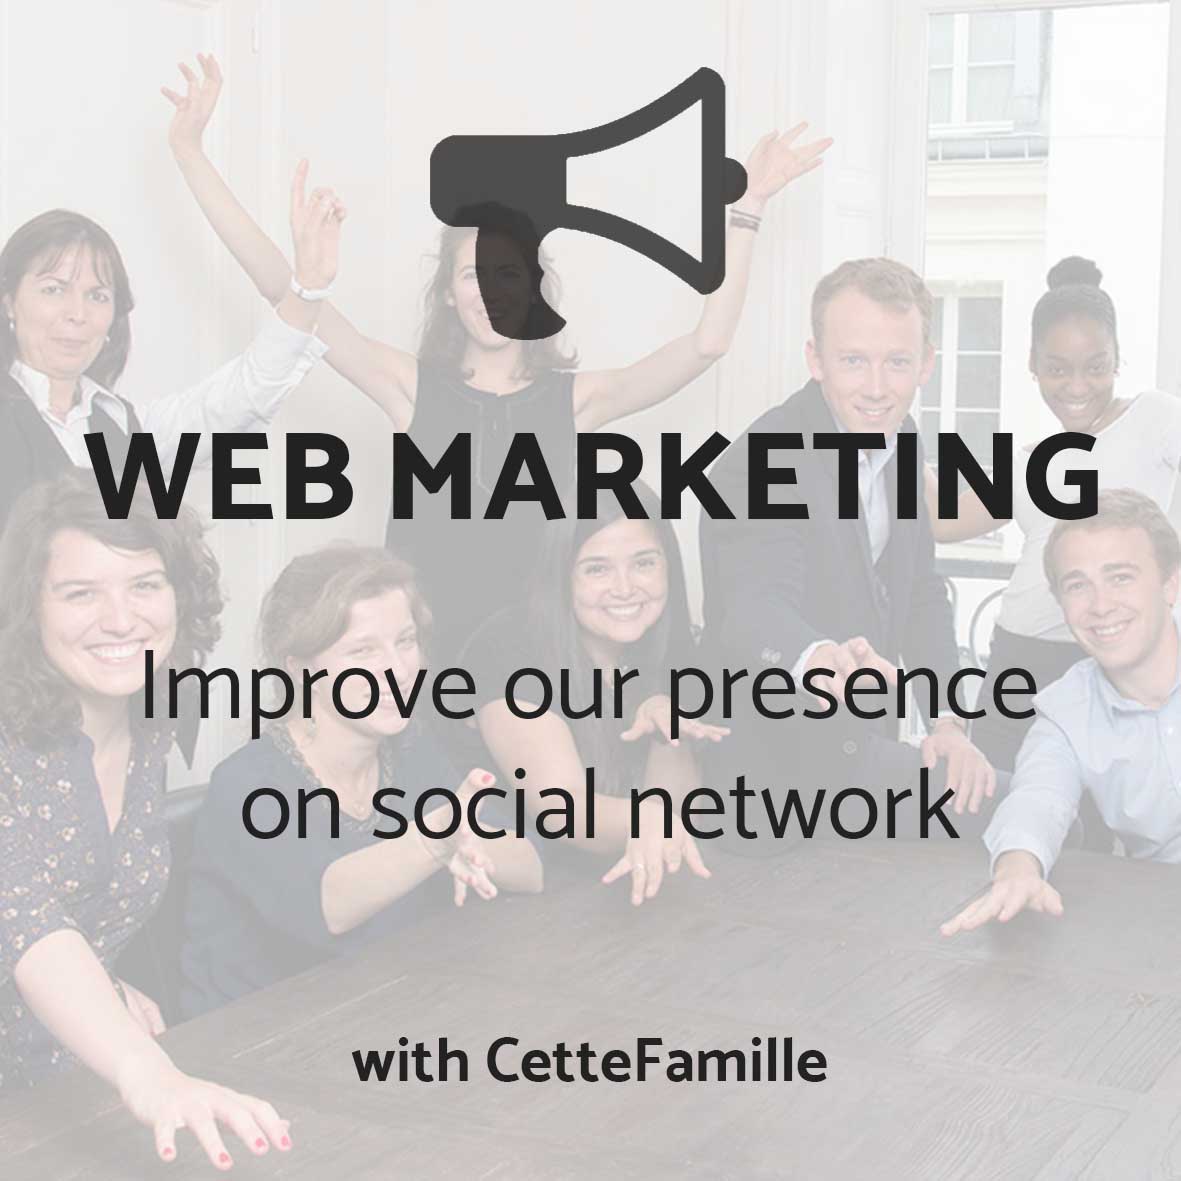 WEB MARKETING
Improve our presence
on social network
with CetteFamille